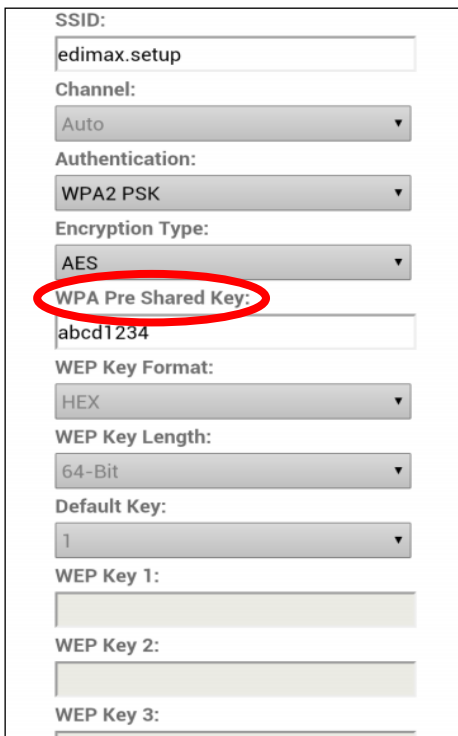 SSID:
edimax.setup
Channel:
Auto
Authentication:
WPA2 PSK
Encryption Type:
AES
WPA Pre Shared Key:
abcd1234
WEP Key Format:
HEX
WEP Key Length:
64-Bit
Default Key:
1
WEP Key 1:
WEP Key 2:
WEP Key 3: